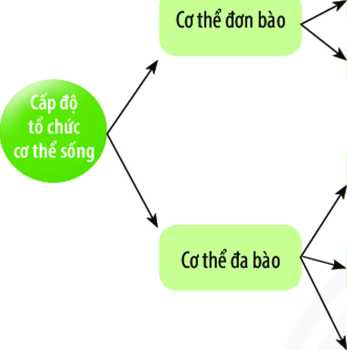 Cơ thể đơn bào
Cấp độ
tổ chức
cơ thể sống
Cơ thể đa bào